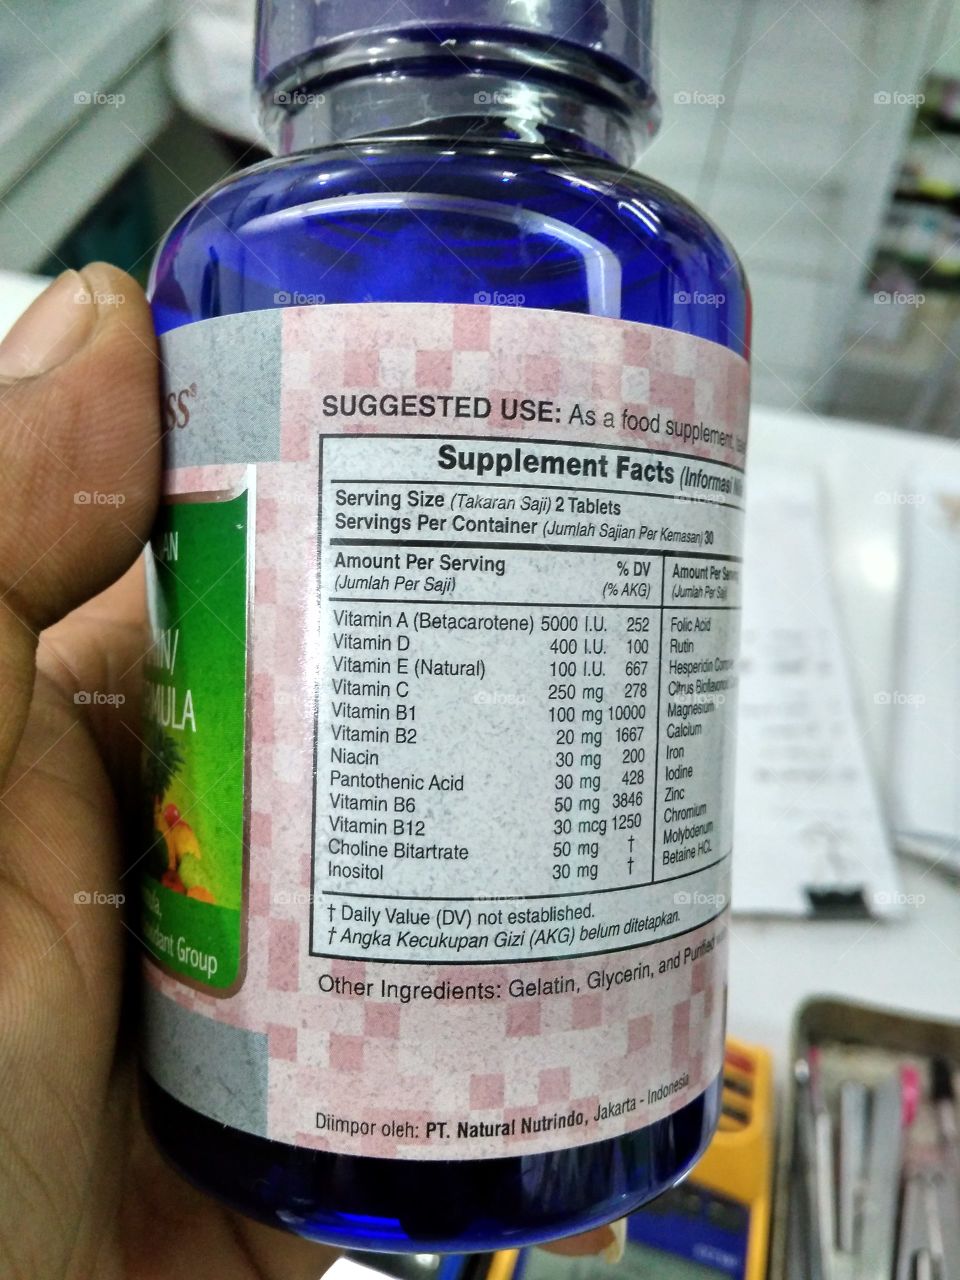 SUGGESTED USE: As a food supplement,
Supplement Facts (Informasi
Serving Size (Takaran Saji) 2 Tablets
Servings Per Container (Jumlah Sajian Per Kemasan) 30
Amount Per Serving % DV
(Jumlah Per Saji) (% AKG)
Vitamin A (Betacarotene) 5000 I.U. 252
Vitamin D 400 I.U. 100
Vitamin E (Natural) 100 I.U. 667
Vitamin C 250 mg 278
Vitamin B1 100 mg 10000
Vitamin B2 20 mg 1667
Niacin 30 mg 200
Pantothenic Acid 30 mg 428
Vitamin B6 50 mg 3846
Vitamin B12 30 mcg 1250
Choline Bitartrate 50 mg †
Inositol 30 mg †
Amount Per
(Jumlah Per
Folic Acid
Rutin
Hesperidin
Citrus
Magnesium
Calcium
Iron
Iodine
Zinc
Chromium
Molybdenum
Betaine HCL
† Daily Value (DV) not established.
† Angka Kecukupan Gizi (AKG) belum ditetapkan.
Other Ingredients: Gelatin, Glycerin, and Purified
Diimpor oleh: PT. Natural Nutrindo, Jakarta - Indonesia
Group
foap